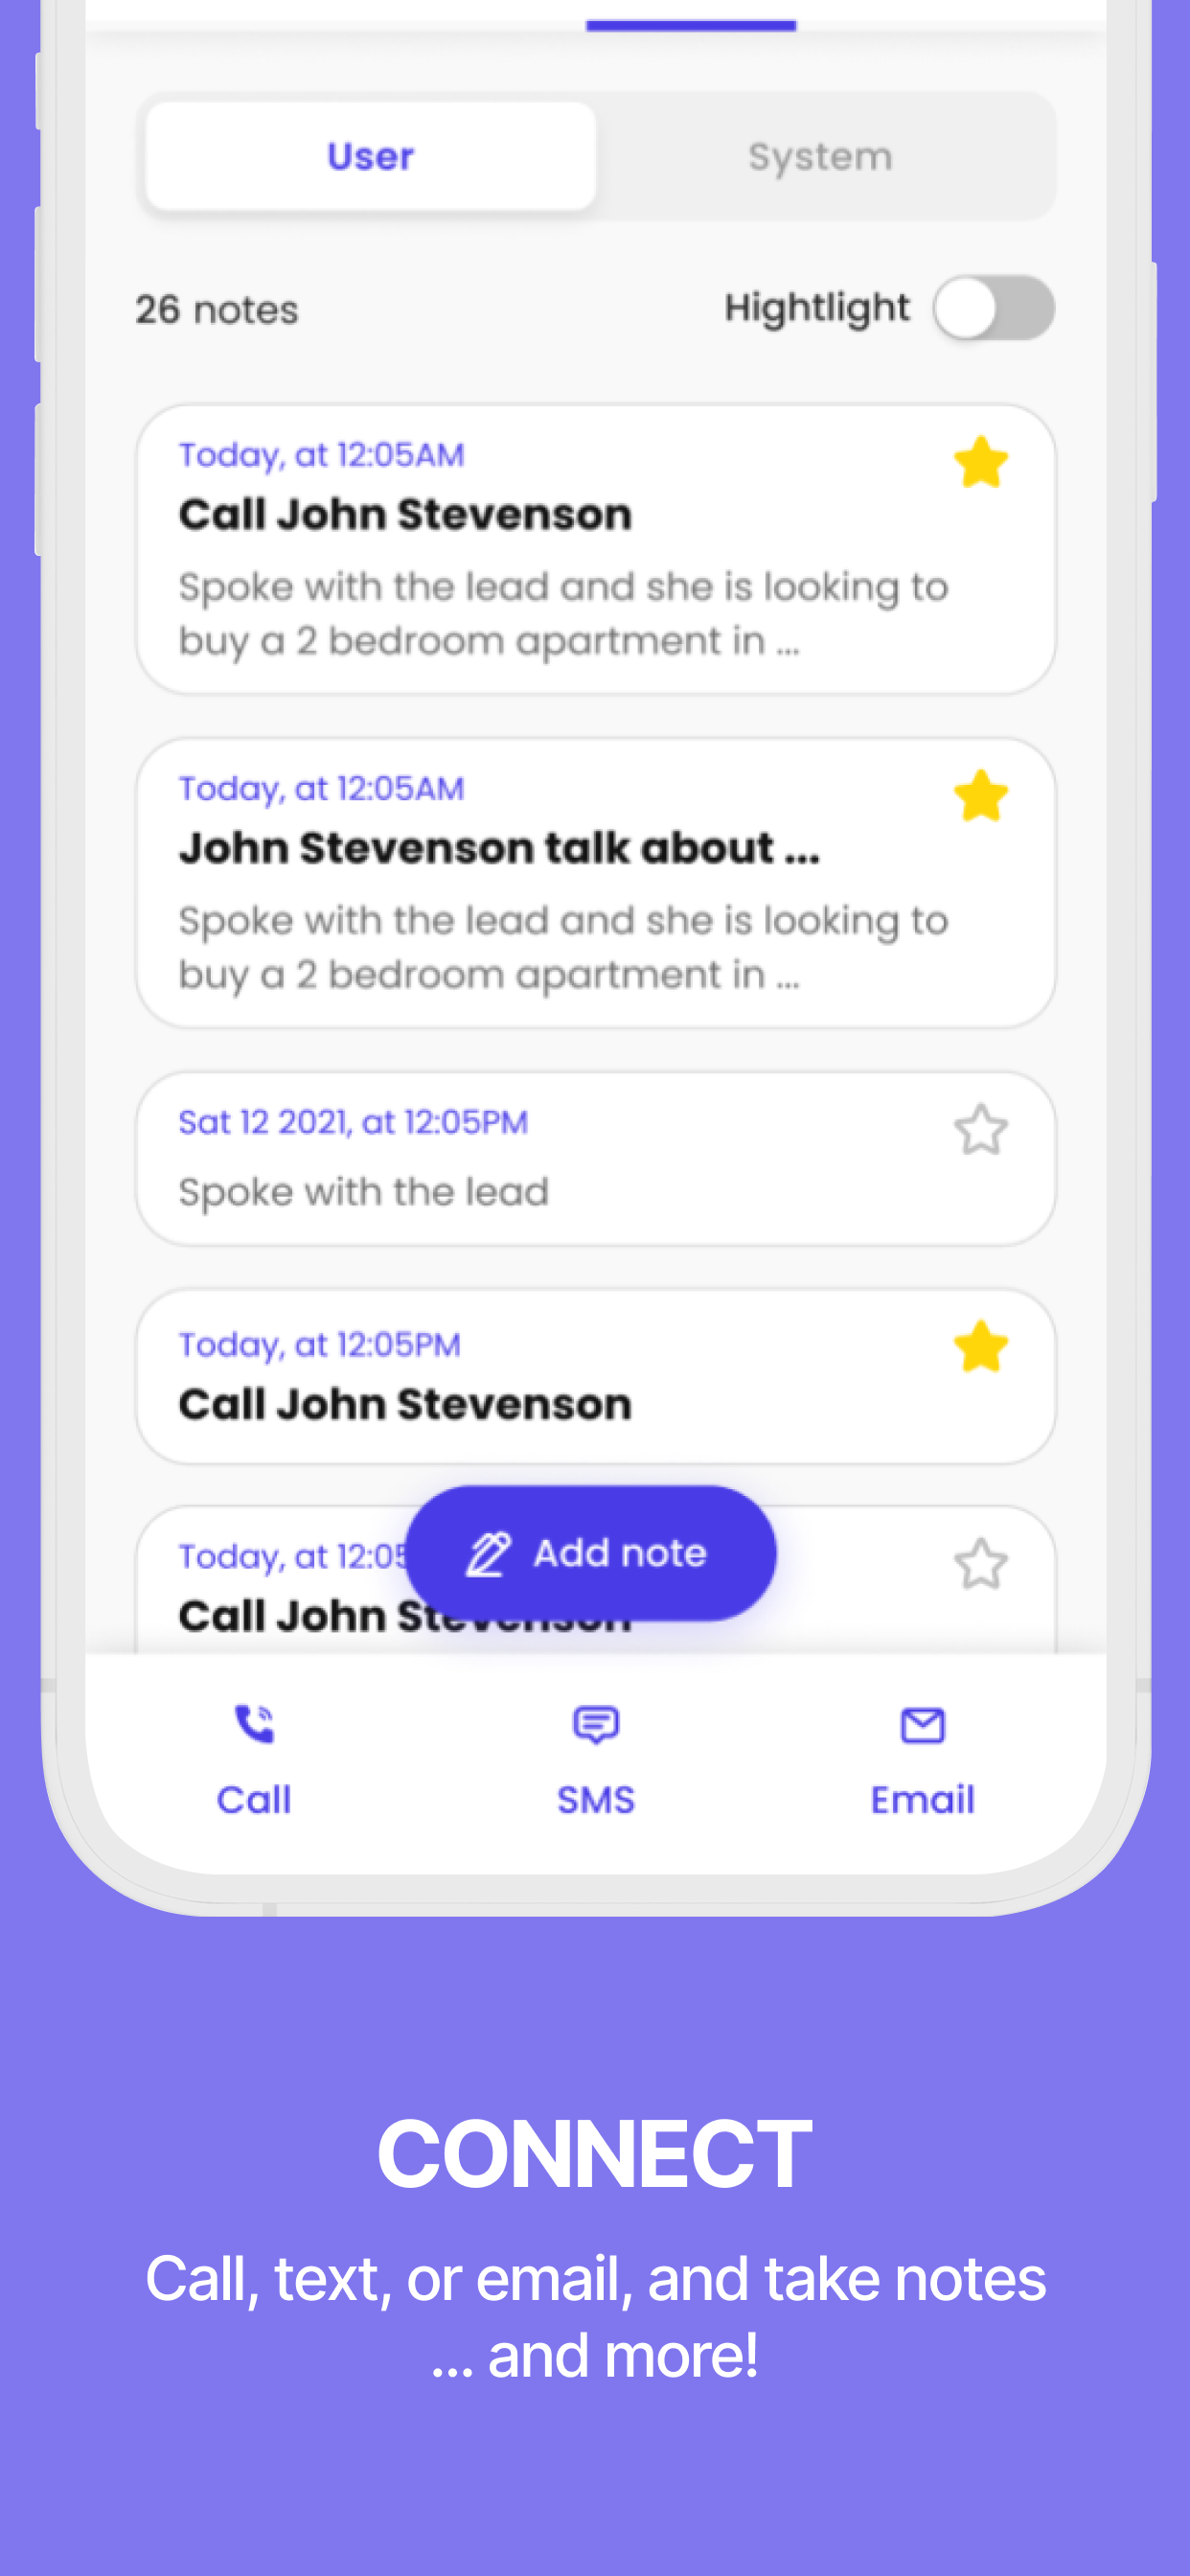 User
System
26 notes
Hightlight
Today, at 12:05AM
Call John Stevenson
Spoke with the lead and she is looking to
buy a 2 bedroom apartment in ...
Today, at 12:05AM
John Stevenson talk about ...
Spoke with the lead and she is looking to
buy a 2 bedroom apartment in ...
Sat 12 2021, at 12:05PM
Spoke with the lead
Today, at 12:05PM
Call John Stevenson
Today, at 12:05
Call John Stevenson
Add note
Call
SMS
Email
CONNECT
Call, text, or email, and take notes
... and more!